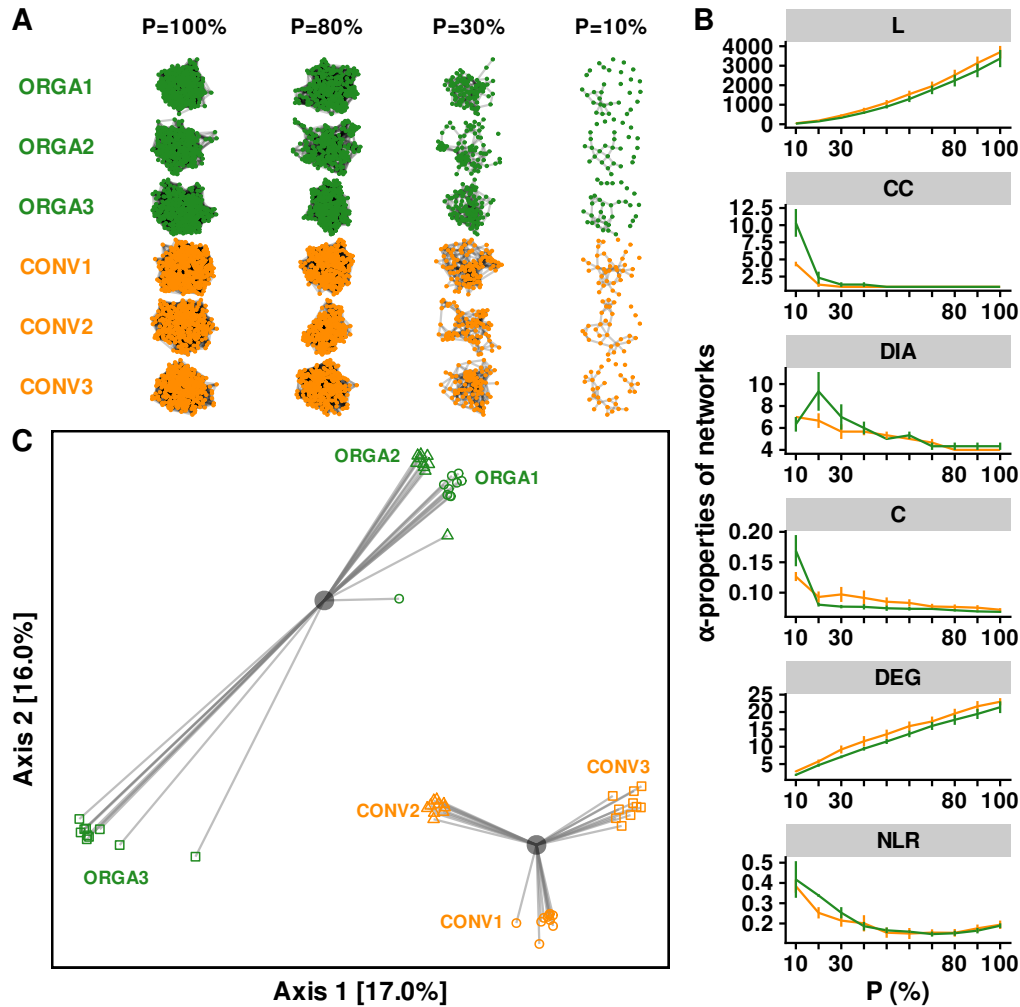 A
P=100%
P=80%
P=30%
P=10%
ORGA1
ORGA2
ORGA3
CONV1
CONV2
CONV3
B
α-properties of networks
L
4000
3000
2000
1000
0
10
30
80
100
CC
12.5
10.0
7.5
5.0
2.5
10
30
80
100
DIA
10
8
6
4
10
30
80
100
C
0.20
0.15
0.10
10
30
80
100
DEG
25
20
15
10
5
10
30
80
100
NLR
0.5
0.4
0.3
0.2
10
30
80
100
P (%)
C
ORGA2
ORGA1
ORGA3
CONV3
CONV2
CONV1
Axis 2 [16.0%]
Axis 1 [17.0%]